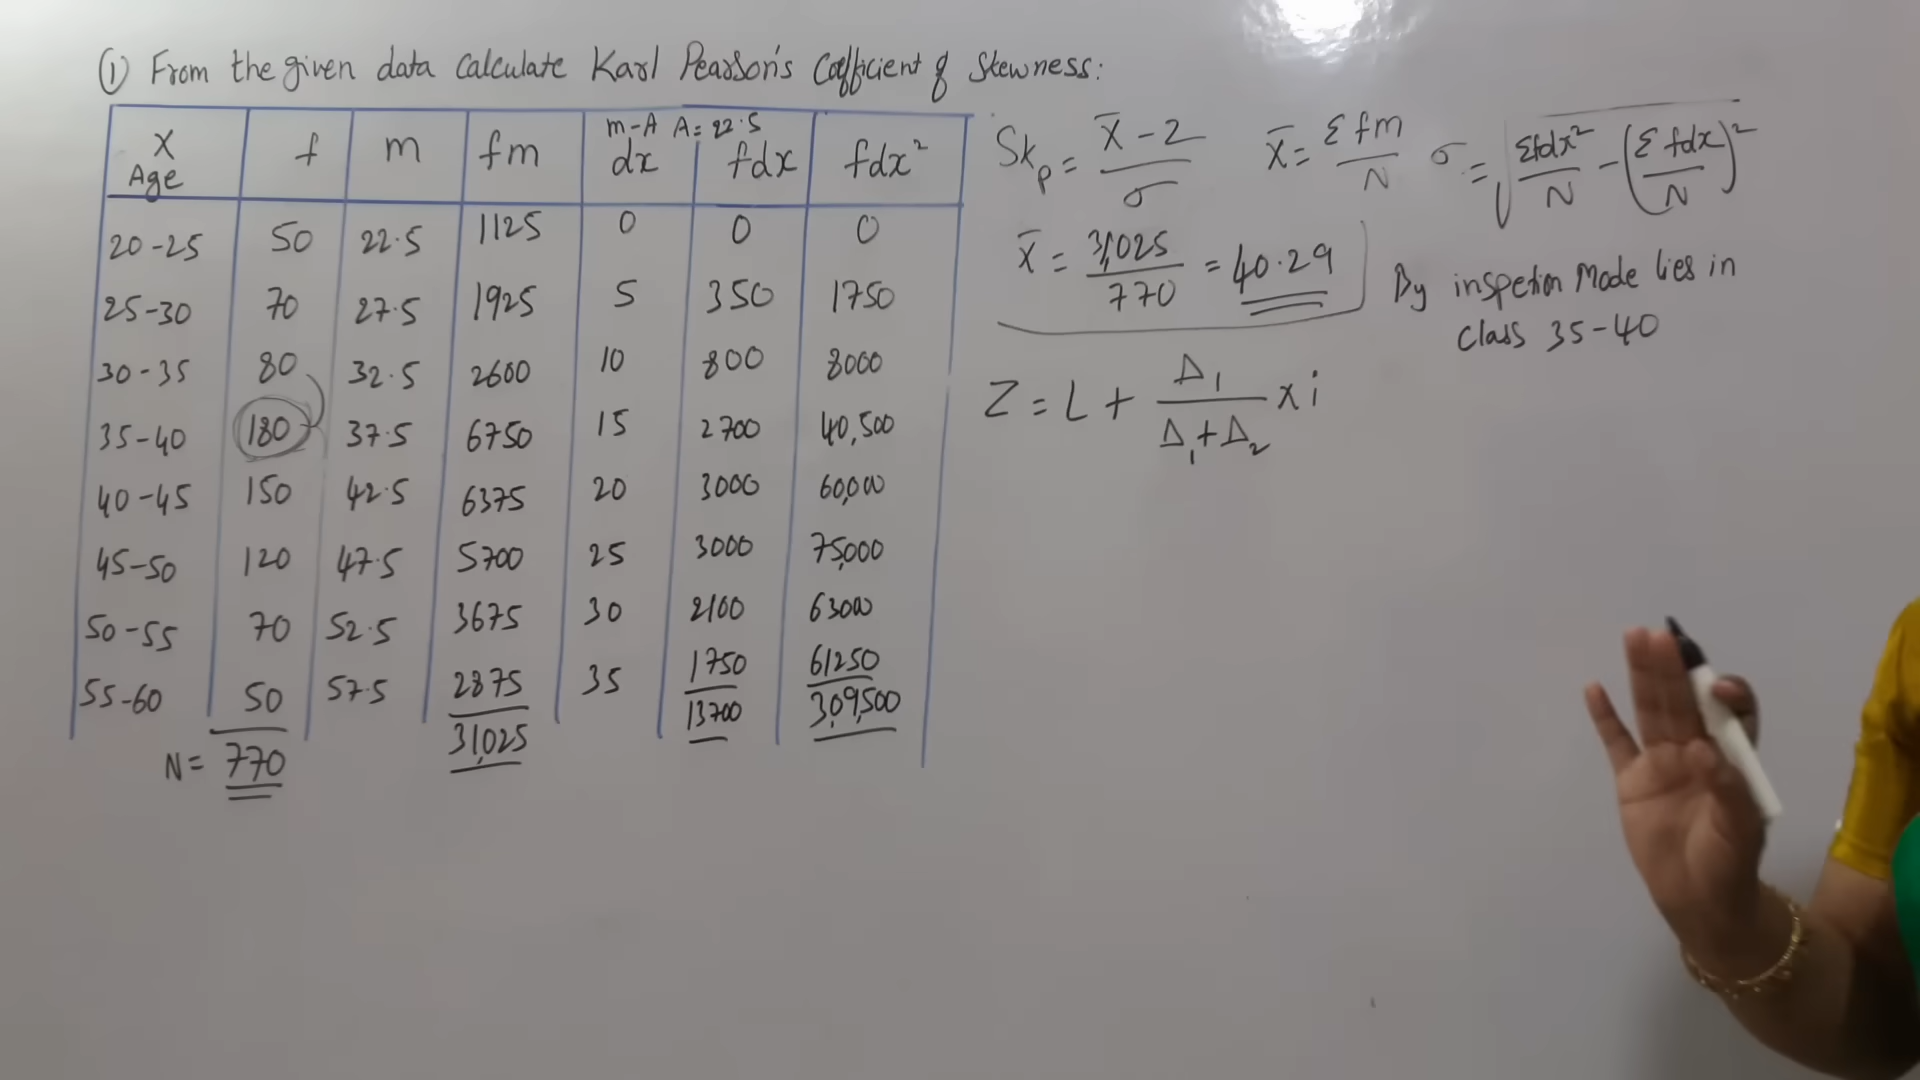 ① From the given data calculate Karl Pearson's Coefficient of Skewness:
X Age f m fm m-A A=22.5 dx fdx fdx²
20-25 50 22.5 1125 0 0 0
25-30 70 27.5 1925 5 350 1750
30-35 80 32.5 2600 10 800 8000
35-40 180 37.5 6750 15 2700 40,500
40-45 150 42.5 6375 20 3000 60,000
45-50 120 47.5 5700 25 3000 75,000
50-55 70 52.5 3675 30 2100 63000
55-60 50 57.5 2875 35 1750 61250
N= 770 31,025 13700 3,09,500
Skp = (X̄ - Z)/σ X̄ = Σfm/N σ = √(Σfdx²/N - (Σfdx/N)²)
X̄ = 31,025/770 = 40.29
By inspetion Mode lies in
class 35-40
Z = L + Δ₁/(Δ₁+Δ₂) x i